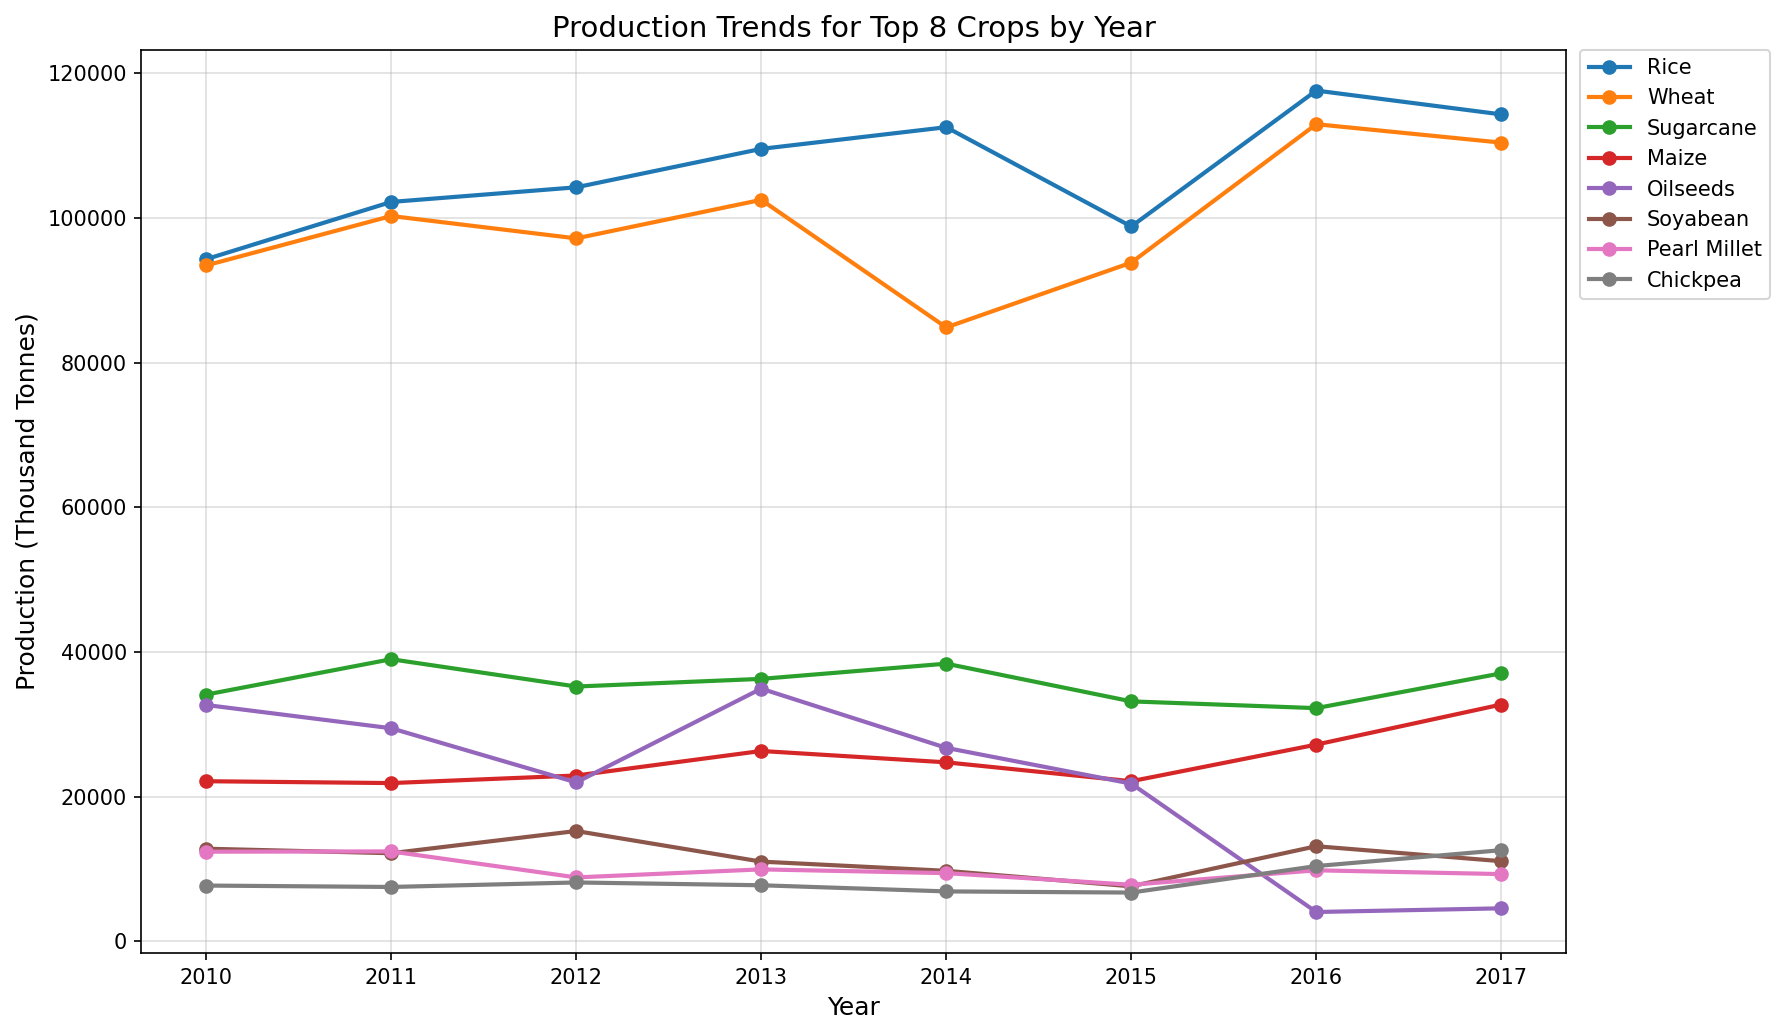 Production Trends for Top 8 Crops by Year
Production (Thousand Tonnes)
120000
100000
80000
60000
40000
20000
0
2010
2011
2012
2013
2014
2015
2016
2017
Year
Rice
Wheat
Sugarcane
Maize
Oilseeds
Soyabean
Pearl Millet
Chickpea